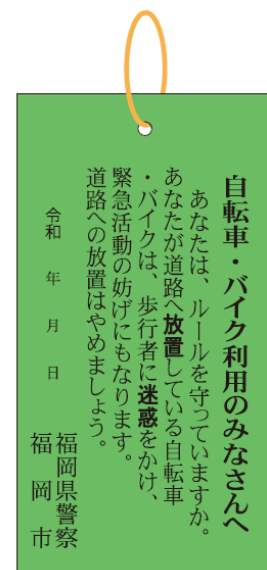 自転車・バイク利用のみなさんへ
あなたは、ルールを守っていますか。
あなたが道路へ放置している自転車
・バイクは、歩行者に迷惑をかけ、
緊急活動の妨げにもなります。
道路への放置はやめましょう。
令和　年　月　日
福岡県警察
福岡市